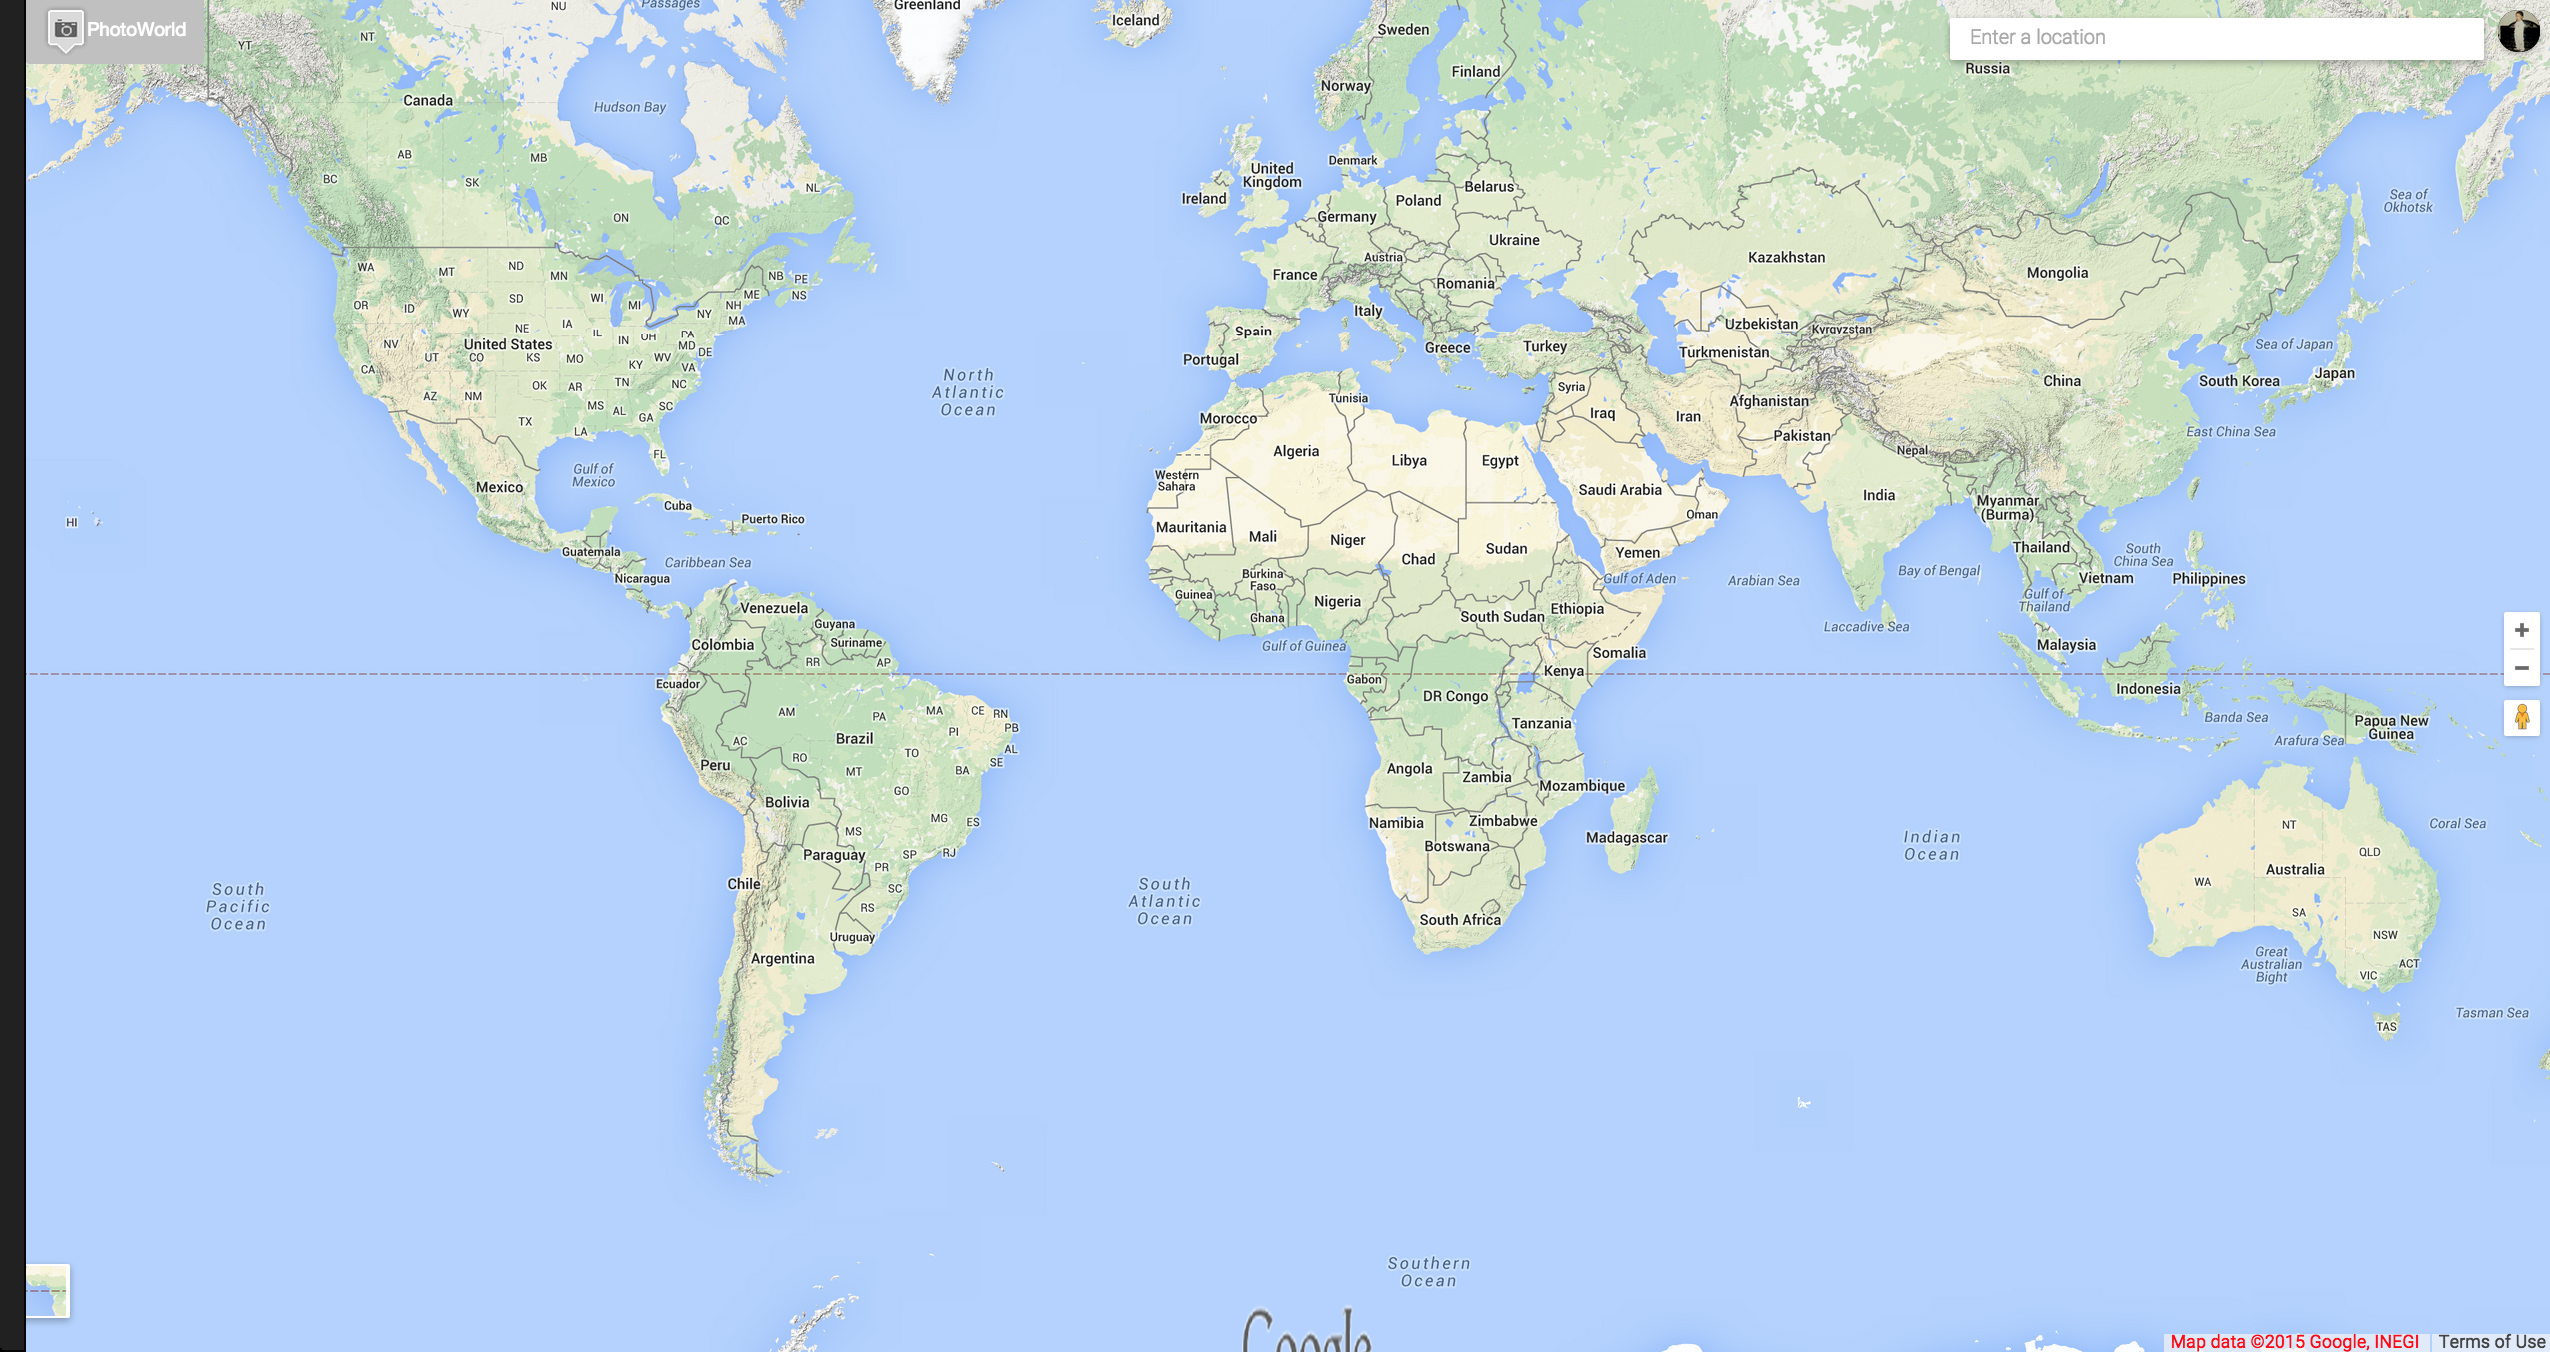 PhotoWorld
Enter a location
NU
Passages
Greenland
Iceland
Sweden
Finland
Norway
Russia
YT
NT
Canada
Hudson Bay
AB
MB
BC
SK
NL
ON
QC
Denmark
United
Kingdom
Ireland
Belarus
Poland
Germany
Ukraine
Austria
France
Romania
Kazakhstan
Mongolia
Sea of
Okhotsk
WA
MT
ND
MN
NB
PE
NS
ME
OR
ID
WY
SD
WI
MI
NH
NY
MA
NE
IA
IL
IN
OH
PA
MD
DE
NV
UT
United States
CO
KS
MO
WV
KY
VA
CA
AZ
NM
OK
AR
TN
NC
MS
AL
GA
SC
TX
LA
FL
Italy
Spain
Portugal
Greece
Turkey
Uzbekistan
Kyrgyzstan
Turkmenistan
Sea of Japan
Japan
South Korea
China
North
Atlantic
Ocean
Tunisia
Morocco
Syria
Iraq
Iran
Afghanistan
Pakistan
Nepal
East China Sea
Algeria
Libya
Egypt
Western
Sahara
Saudi Arabia
Oman
India
Myanmar
(Burma)
Gulf of
Mexico
Mexico
Cuba
Puerto Rico
HI
Guatemala
Caribbean Sea
Nicaragua
Mauritania
Mali
Niger
Chad
Sudan
Yemen
Gulf of Aden
Arabian Sea
Bay of Bengal
Thailand
South
China Sea
Vietnam
Philippines
Gulf of
Thailand
Laccadive Sea
Malaysia
Indonesia
Burkina
Faso
Guinea
Nigeria
Ghana
Gulf of Guinea
South Sudan
Ethiopia
Somalia
Kenya
Gabon
DR Congo
Tanzania
Venezuela
Guyana
Suriname
Colombia
RR
AP
Ecuador
AM
PA
MA
CE
RN
PB
PI
AL
SE
AC
RO
Brazil
TO
MT
BA
Peru
GO
Bolivia
MG
ES
MS
SP
RJ
Paraguay
PR
Chile
SC
RS
Uruguay
Argentina
Angola
Zambia
Mozambique
Namibia
Zimbabwe
Botswana
Madagascar
South Africa
Banda Sea
Arafura Sea
Papua New
Guinea
Indian
Ocean
Coral Sea
NT
QLD
Australia
WA
SA
NSW
ACT
VIC
Great
Australian
Bight
TAS
Tasman Sea
South
Pacific
Ocean
South
Atlantic
Ocean
Southern
Ocean
Google
Map data ©2015 Google, INEGI
Terms of Use